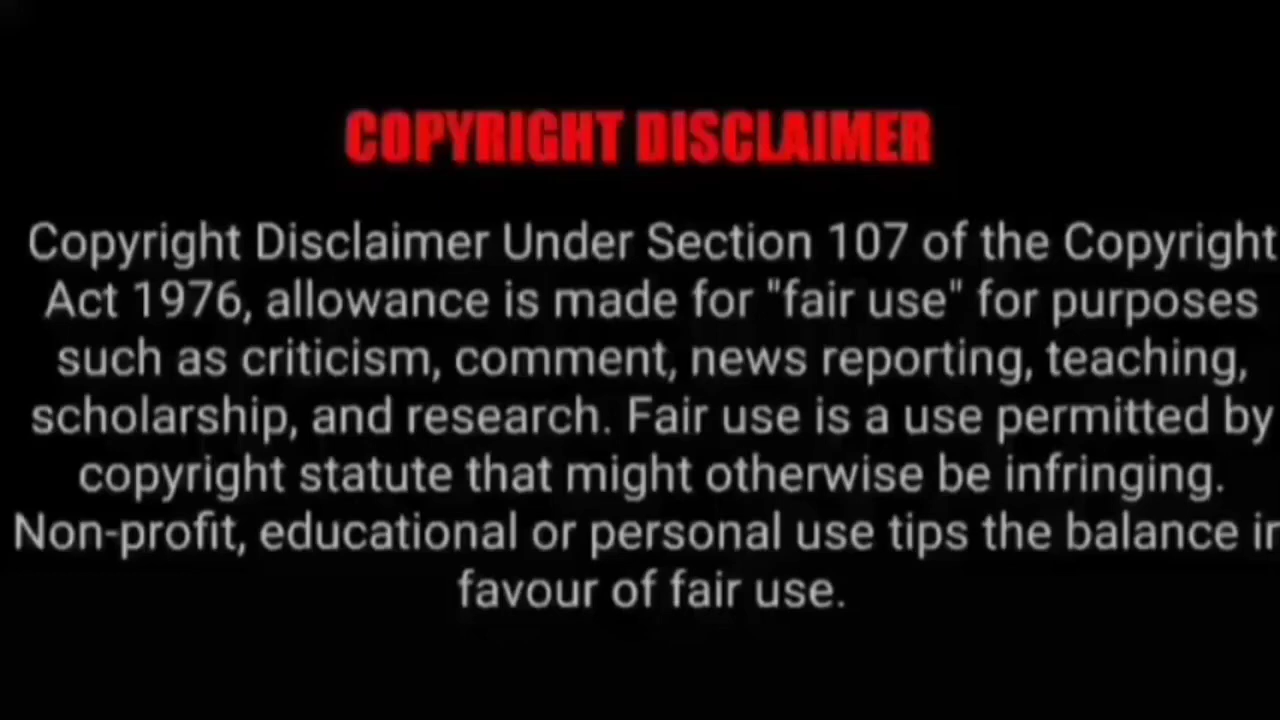 COPYRIGHT DISCLAIMER
Copyright Disclaimer Under Section 107 of the Copyright
Act 1976, allowance is made for "fair use" for purposes
such as criticism, comment, news reporting, teaching,
scholarship, and research. Fair use is a use permitted by
copyright statute that might otherwise be infringing.
Non-profit, educational or personal use tips the balance in
favour of fair use.